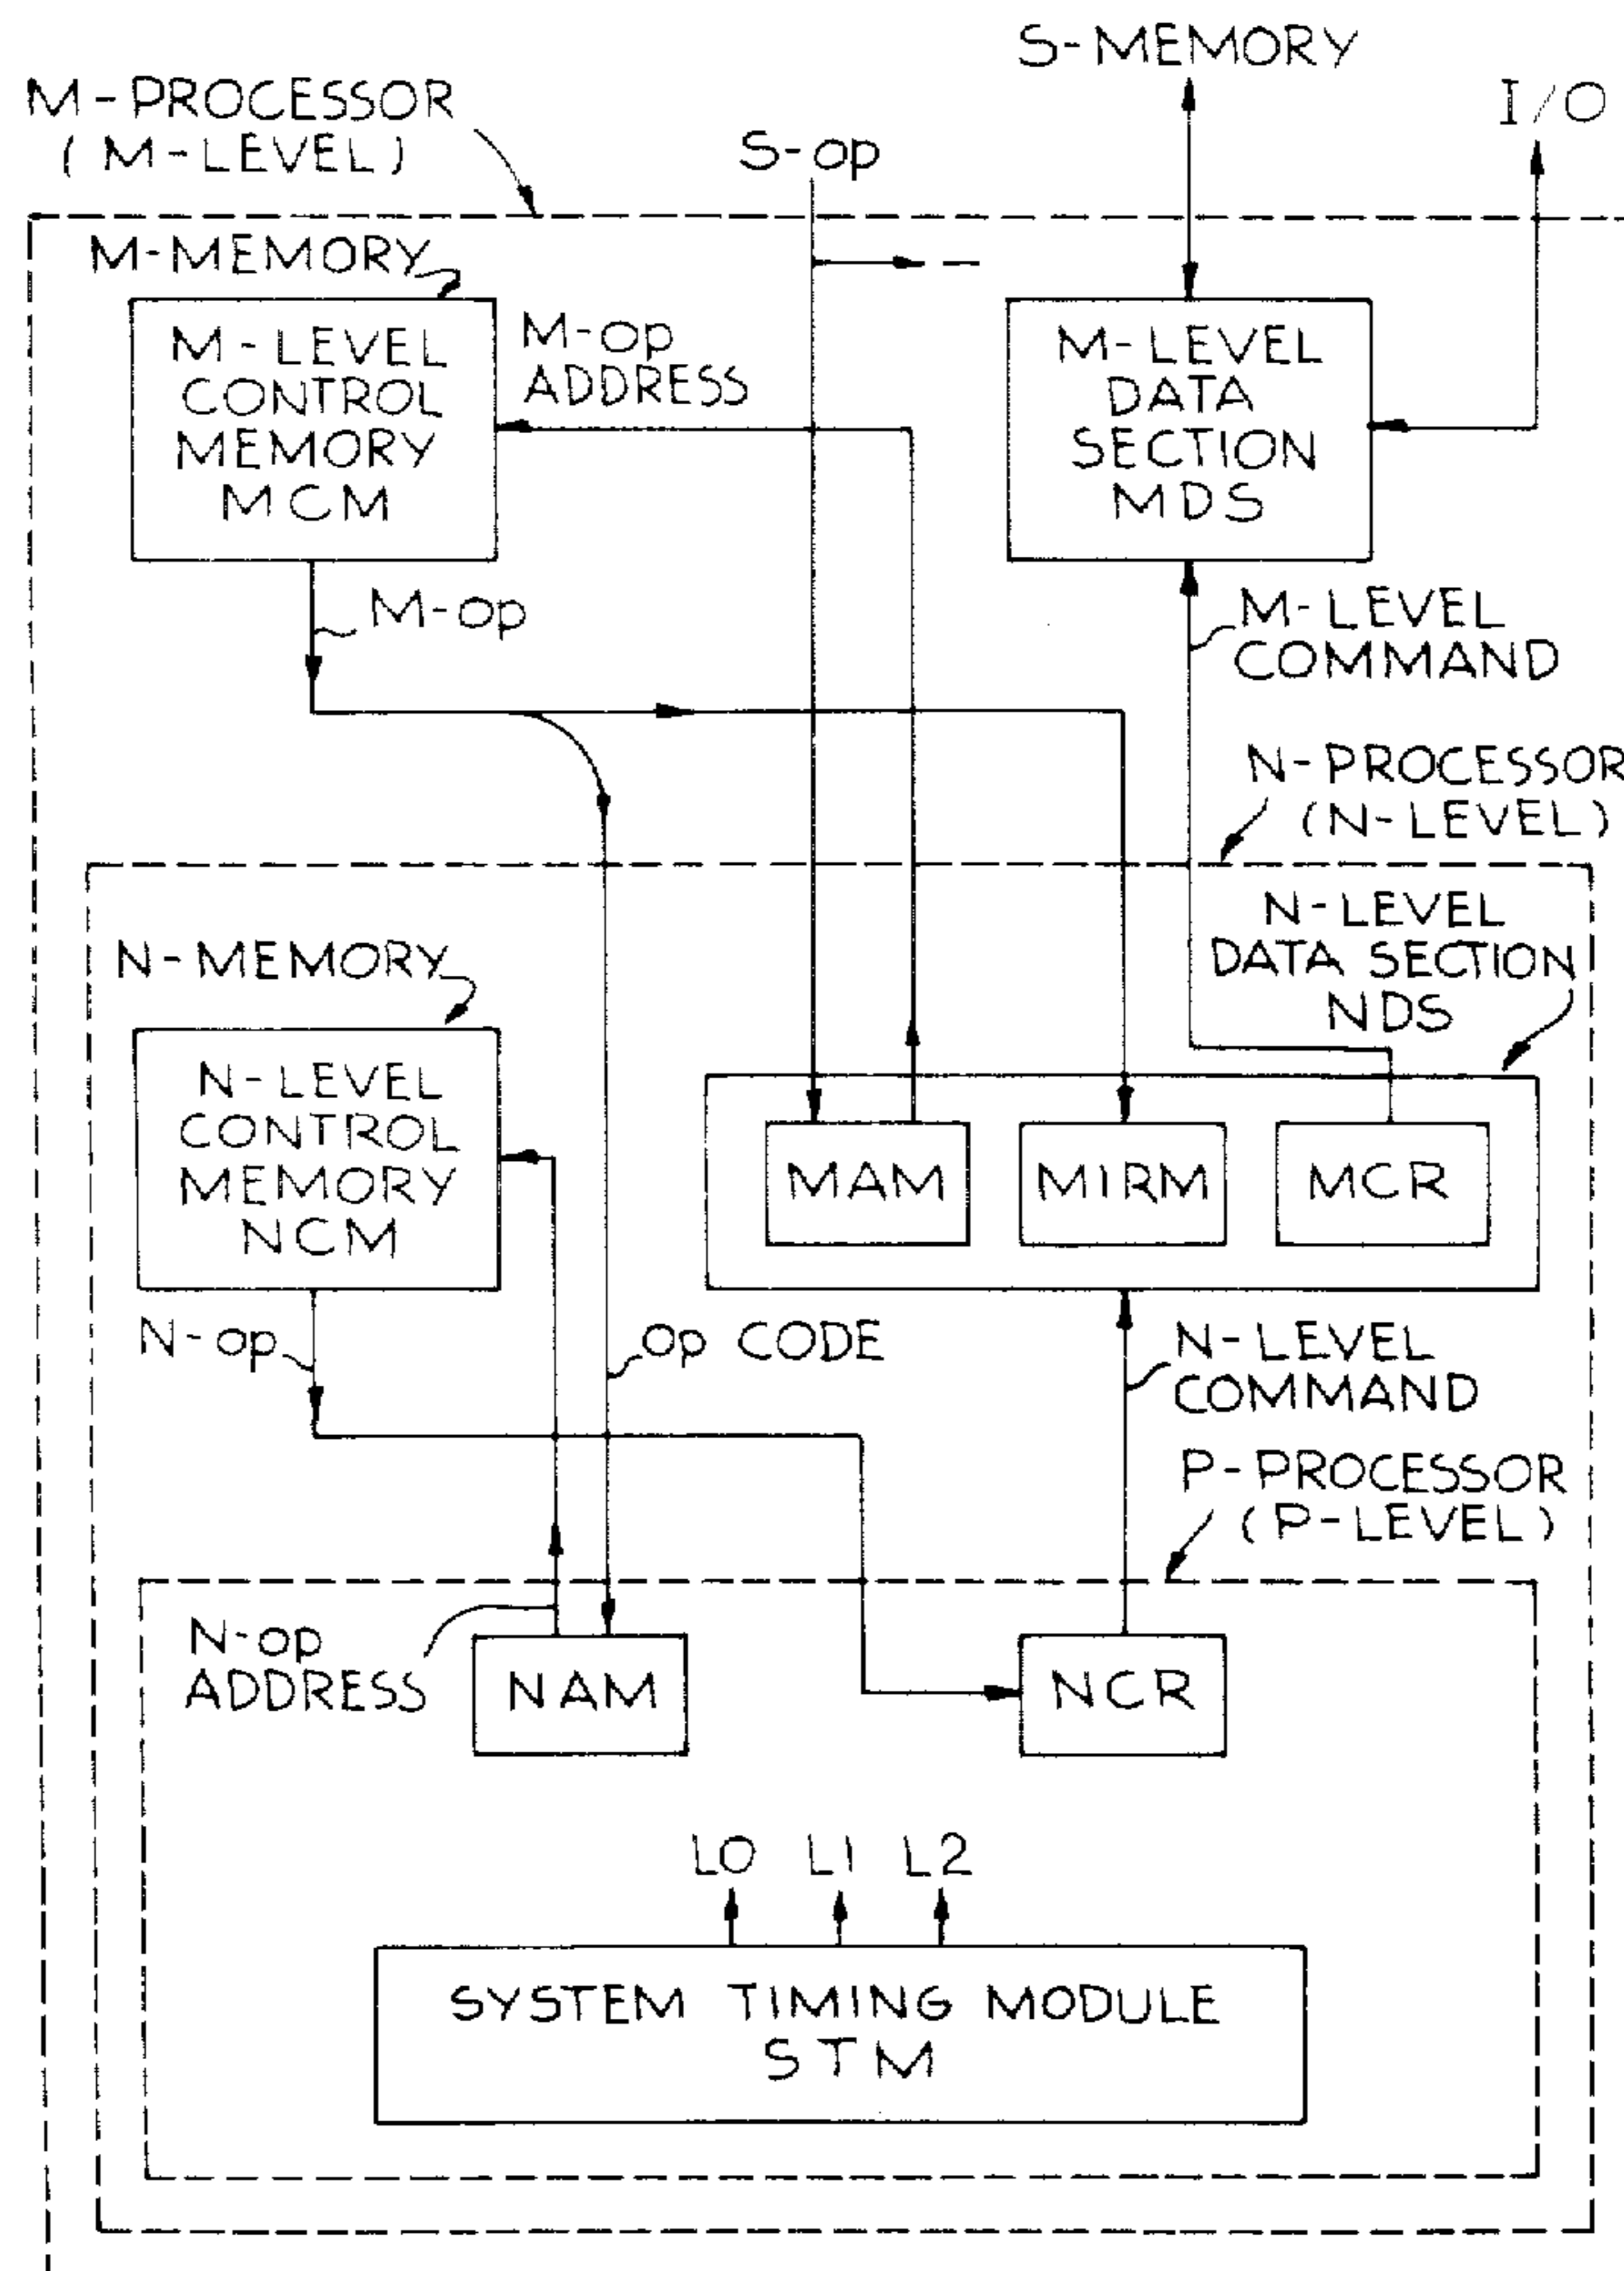 S-MEMORY
I/O
M-PROCESSOR
(M-LEVEL)
S-op
M-MEMORY
M-LEVEL
CONTROL
MEMORY
MCM
M-op
ADDRESS
M-LEVEL
DATA
SECTION
MDS
M-op
M-LEVEL
COMMAND
N-PROCESSOR
(N-LEVEL)
N-LEVEL
DATA SECTION
NDS
N-MEMORY
N-LEVEL
CONTROL
MEMORY
NCM
MAM
MIRM
MCR
N-op
Op CODE
N-LEVEL
COMMAND
P-PROCESSOR
(P-LEVEL)
N-op
ADDRESS
NAM
NCR
L0 L1 L2
SYSTEM TIMING MODULE
STM